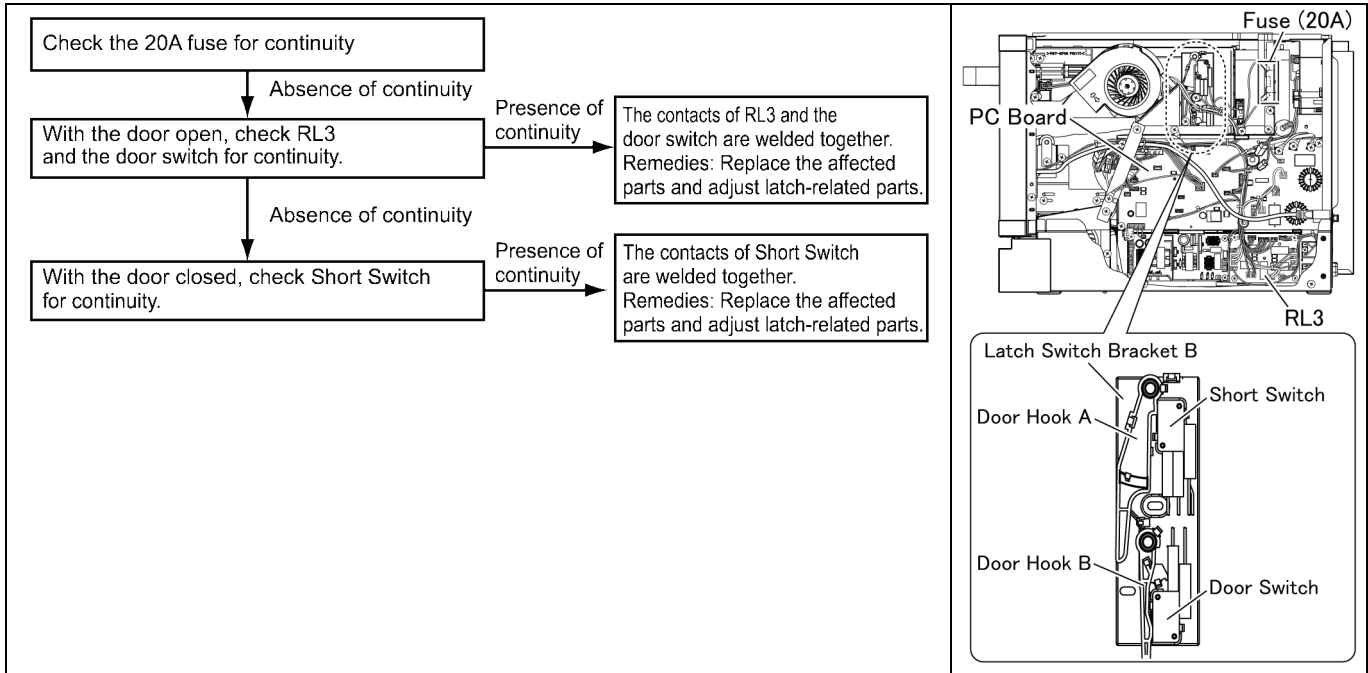 Check the 20A fuse for continuity
Absence of continuity
With the door open, check RL3
and the door switch for continuity.
Presence of
continuity
The contacts of RL3 and the
door switch are welded together.
Remedies: Replace the affected
parts and adjust latch-related parts.
Absence of continuity
With the door closed, check Short Switch
for continuity.
Presence of
continuity
The contacts of Short Switch
are welded together.
Remedies: Replace the affected
parts and adjust latch-related parts.
Fuse (20A)
PC Board
RL3
Latch Switch Bracket B
Short Switch
Door Hook A
Door Hook B
Door Switch